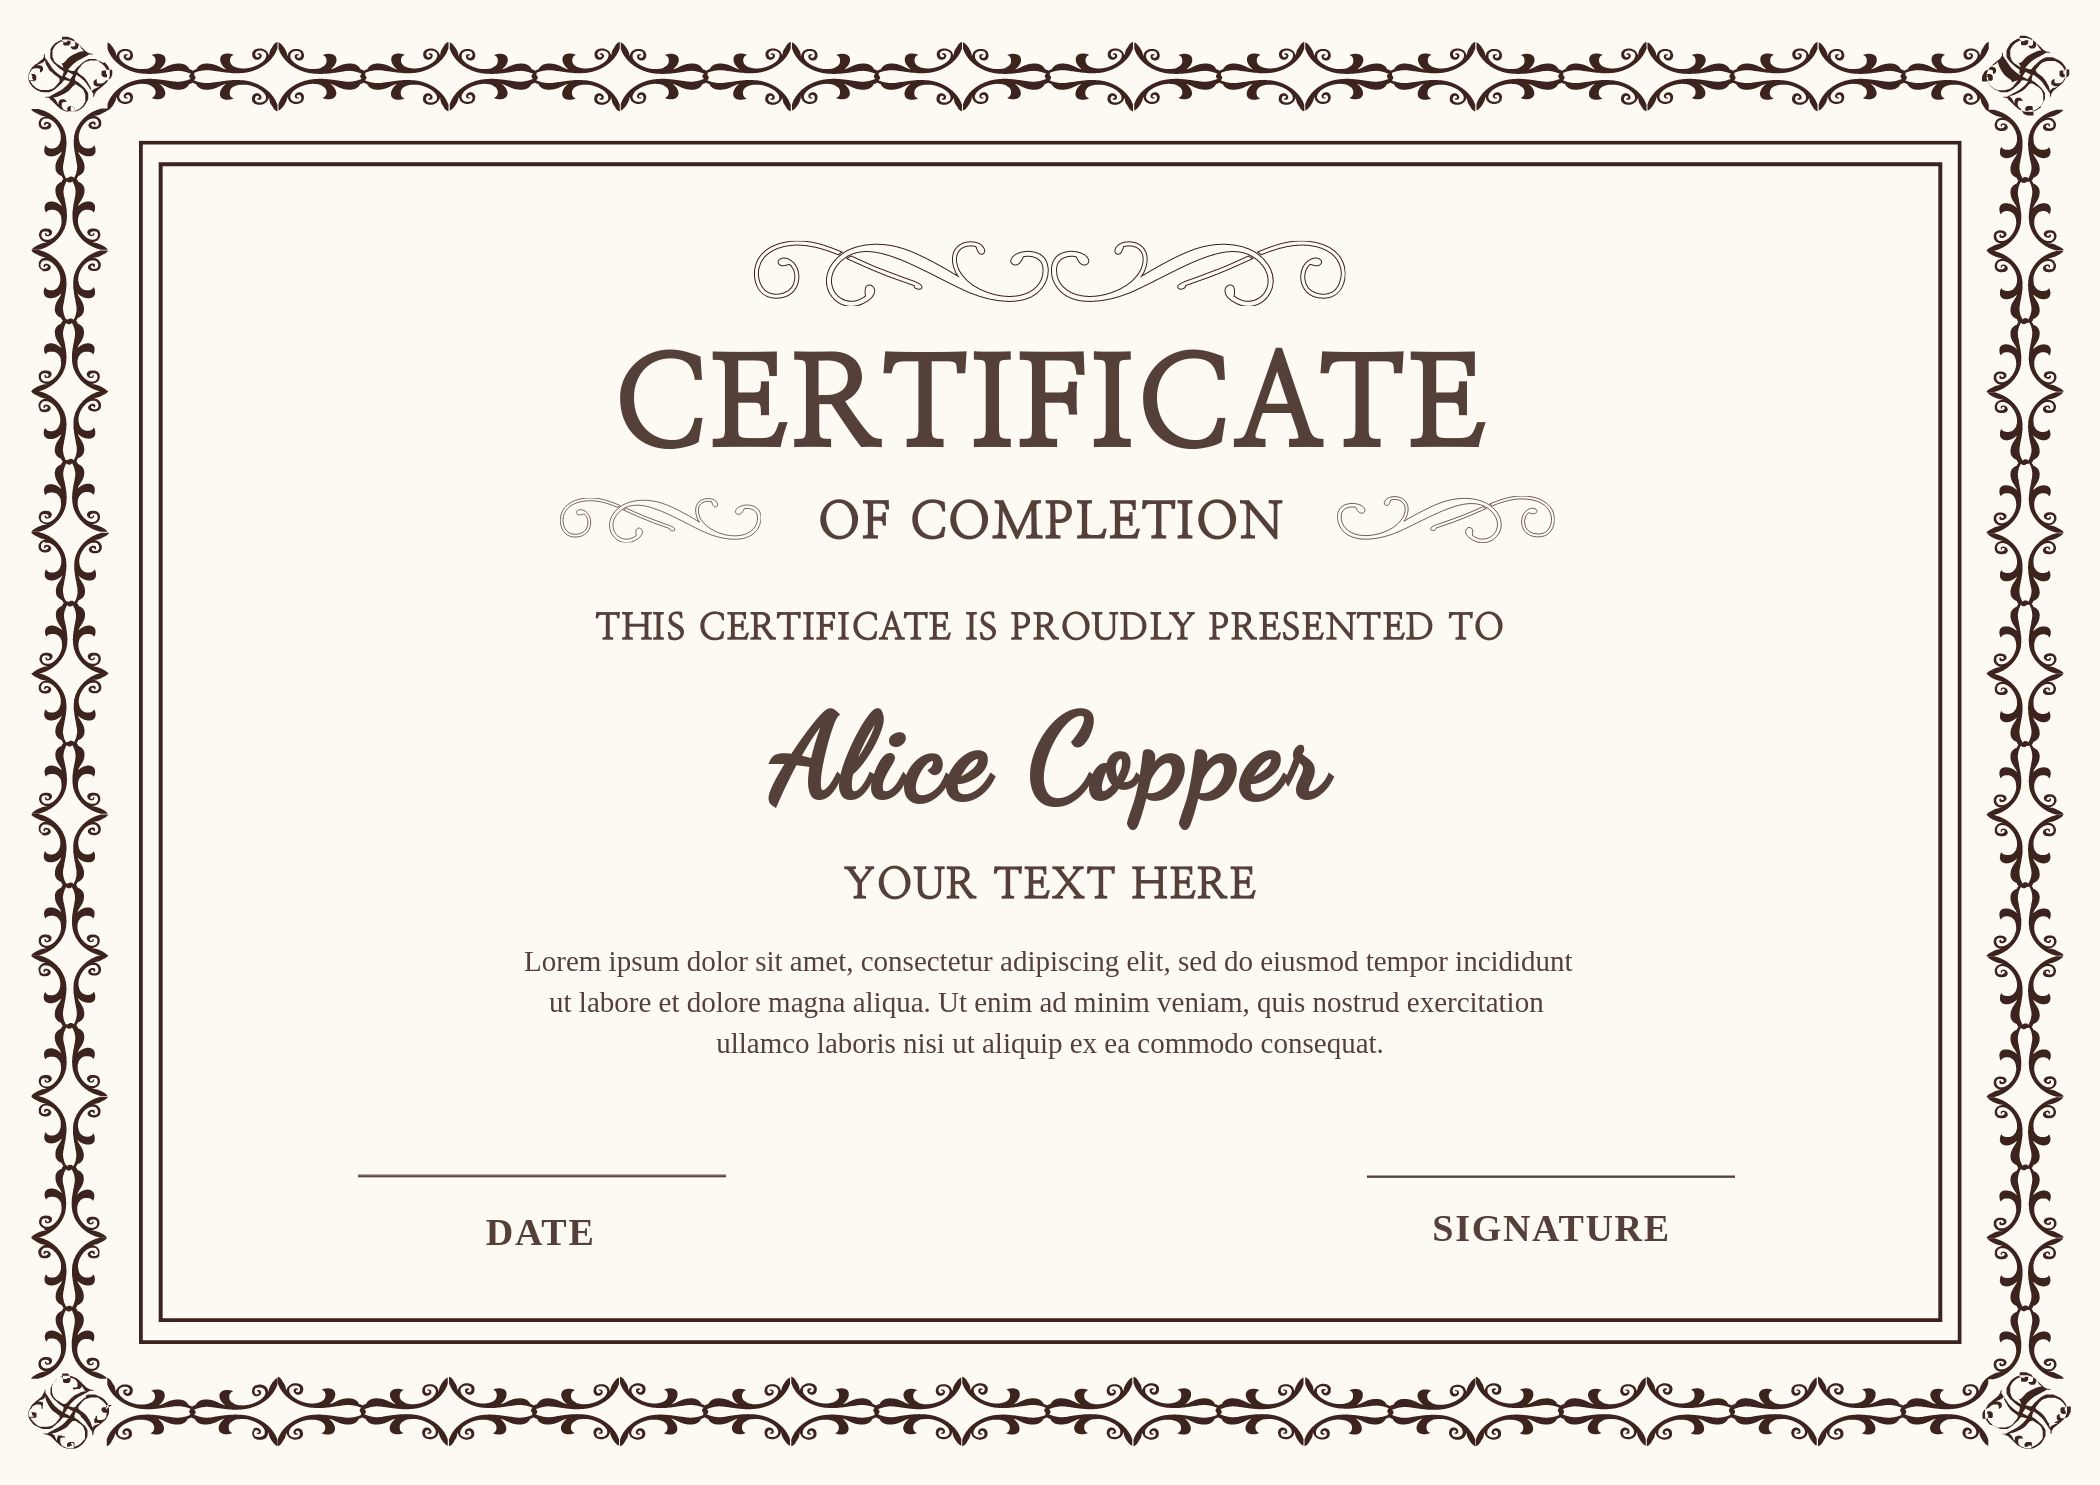 CERTIFICATE
OF COMPLETION
THIS CERTIFICATE IS PROUDLY PRESENTED TO
Alice Copper
YOUR TEXT HERE
Lorem ipsum dolor sit amet, consectetur adipiscing elit, sed do eiusmod tempor incididunt
ut labore et dolore magna aliqua. Ut enim ad minim veniam, quis nostrud exercitation
ullamco laboris nisi ut aliquip ex ea commodo consequat.
DATE
SIGNATURE